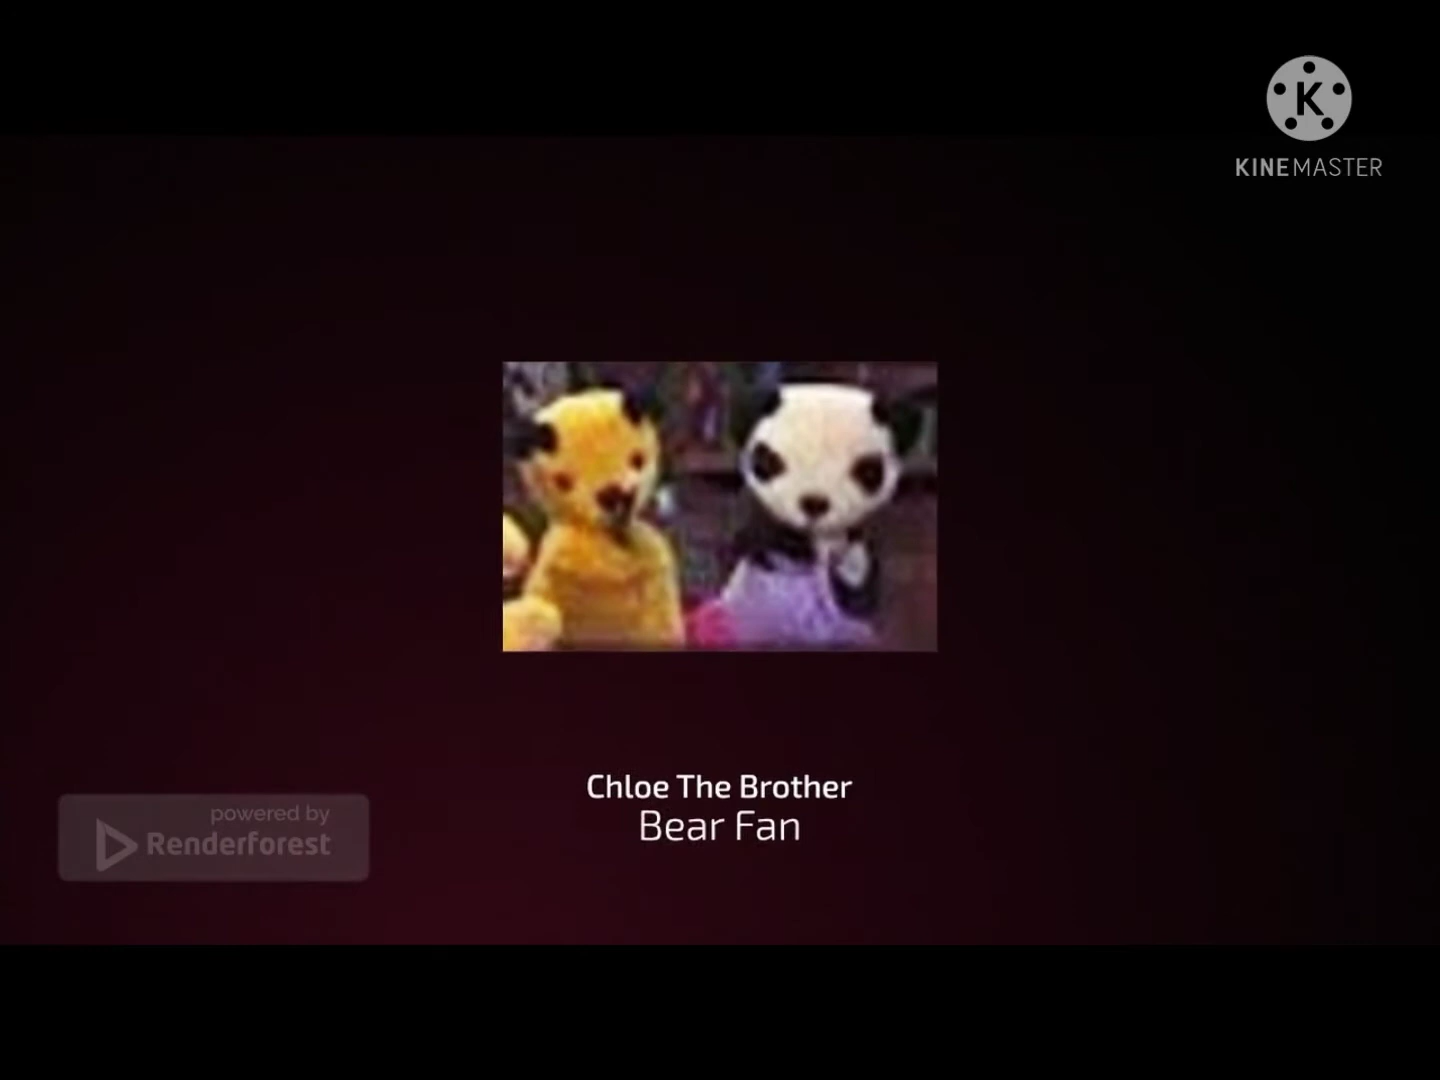 K
KINEMASTER
Chloe The Brother
Bear Fan
powered by
Renderforest